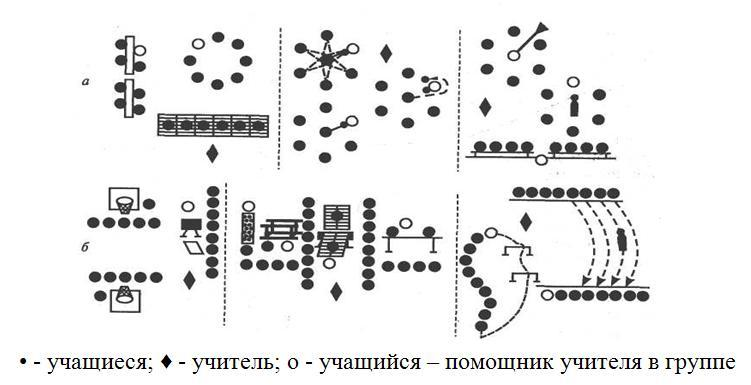 а
б
• - учащиеся; ♦ - учитель; о - учащийся – помощник учителя в группе